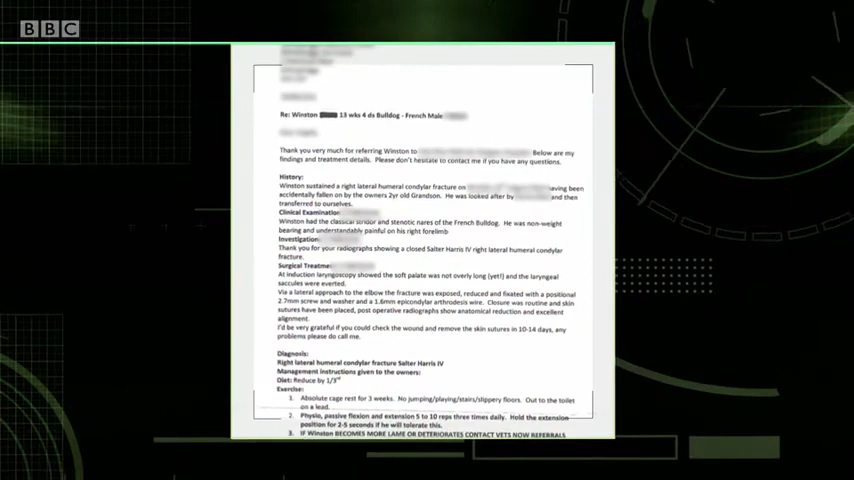 BBC
Re: Winston 13 wks 4 ds Bulldog - French Male
Thank you very much for referring Winston to Below are my
findings and treatment details. Please don't hesitate to contact me if you have any questions.
History:
Winston sustained a right lateral humeral condylar fracture on having been
accidentally fallen on by the owners 2yr old Grandson. He was looked after by and then
transferred to ourselves.
Clinical Examination
Winston had the classical stridor and stenotic nares of the French Bulldog. He was non-weight
bearing and understandably painful on his right forelimb
Investigation
Thank you for your radiographs showing a closed Salter Harris IV right lateral humeral condylar
fracture.
Surgical Treatment
At induction laryngoscopy showed the soft palate was not overly long (yet!) and the laryngeal
saccules were everted.
Via a lateral approach to the elbow the fracture was exposed, reduced and fixated with a positional
2.7mm screw and washer and a 1.6mm epicondylar arthrodesis wire. Closure was routine and skin
sutures have been placed, post operative radiographs show anatomical reduction and excellent
alignment.
I'd be very grateful if you could check the wound and remove the skin sutures in 10-14 days, any
problems please do call me.
Diagnosis:
Right lateral humeral condylar fracture Salter Harris IV
Management instructions given to the owners:
Diet: Reduce by 1/3rd
Exercise:
1. Absolute cage rest for 3 weeks. No jumping/playing/stairs/slippery floors. Out to the toilet
on a lead.
2. Physio, passive flexion and extension 5 to 10 reps three times daily. Hold the extension
position for 2-5 seconds if he will tolerate this.
3. IF Winston BECOMES MORE LAME OR DETERIORATES CONTACT VETS NOW REFERRALS